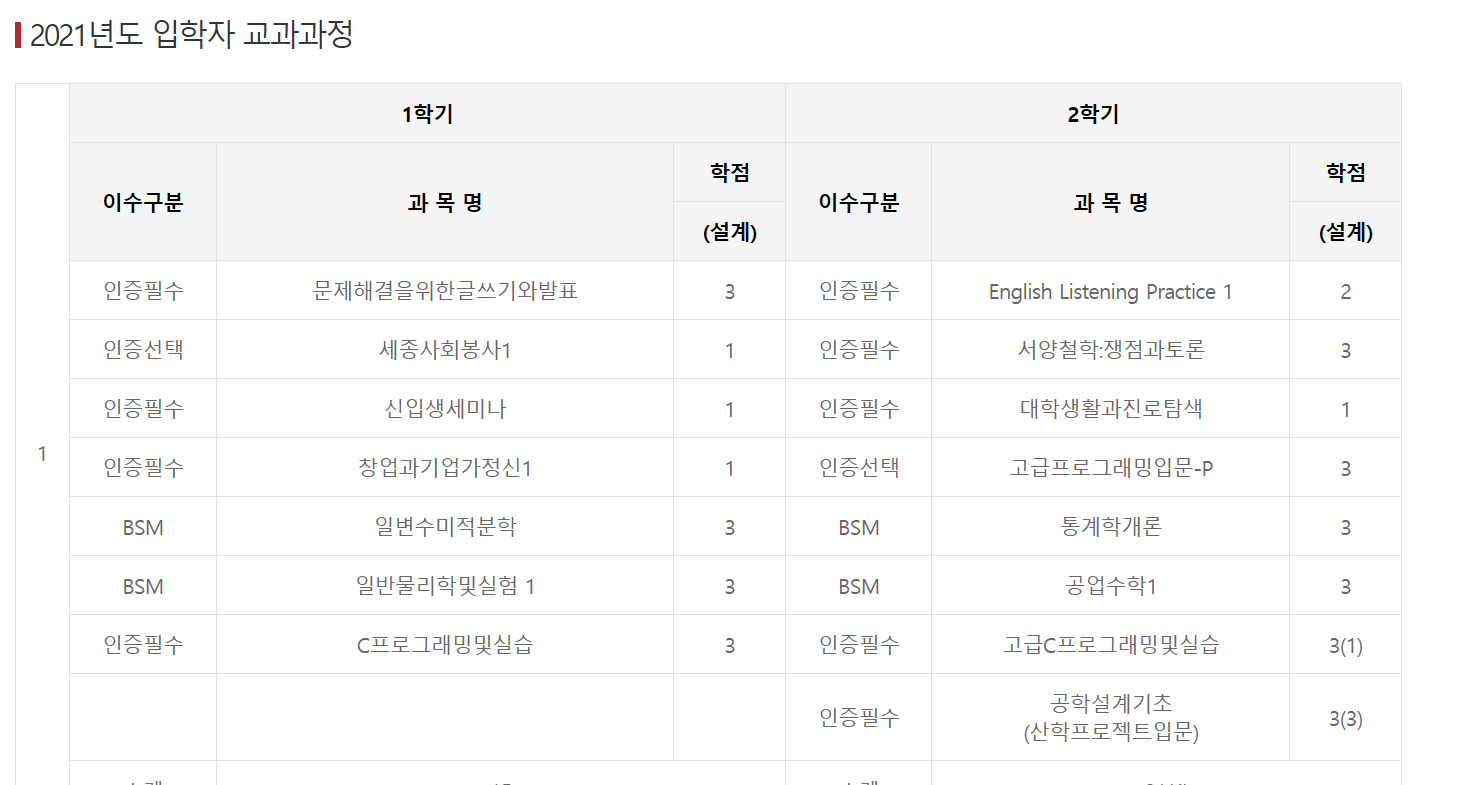 2021년도 입학자 교과과정
1학기 2학기
이수구분 과 목 명 학점 (설계) 이수구분 과 목 명 학점 (설계)
1
인증필수 문제해결을위한글쓰기와발표 3 인증필수 English Listening Practice 1 2
인증선택 세종사회봉사1 1 인증필수 서양철학:쟁점과토론 3
인증필수 신입생세미나 1 인증필수 대학생활과진로탐색 1
인증필수 창업과기업가정신1 1 인증선택 고급프로그래밍입문-P 3
BSM 일변수미적분학 3 BSM 통계학개론 3
BSM 일반물리학및실험 1 3 BSM 공업수학1 3
인증필수 C프로그래밍및실습 3 인증필수 고급C프로그래밍및실습 3(1)
인증필수 공학설계기초 3(3)
(산학프로젝트입문)